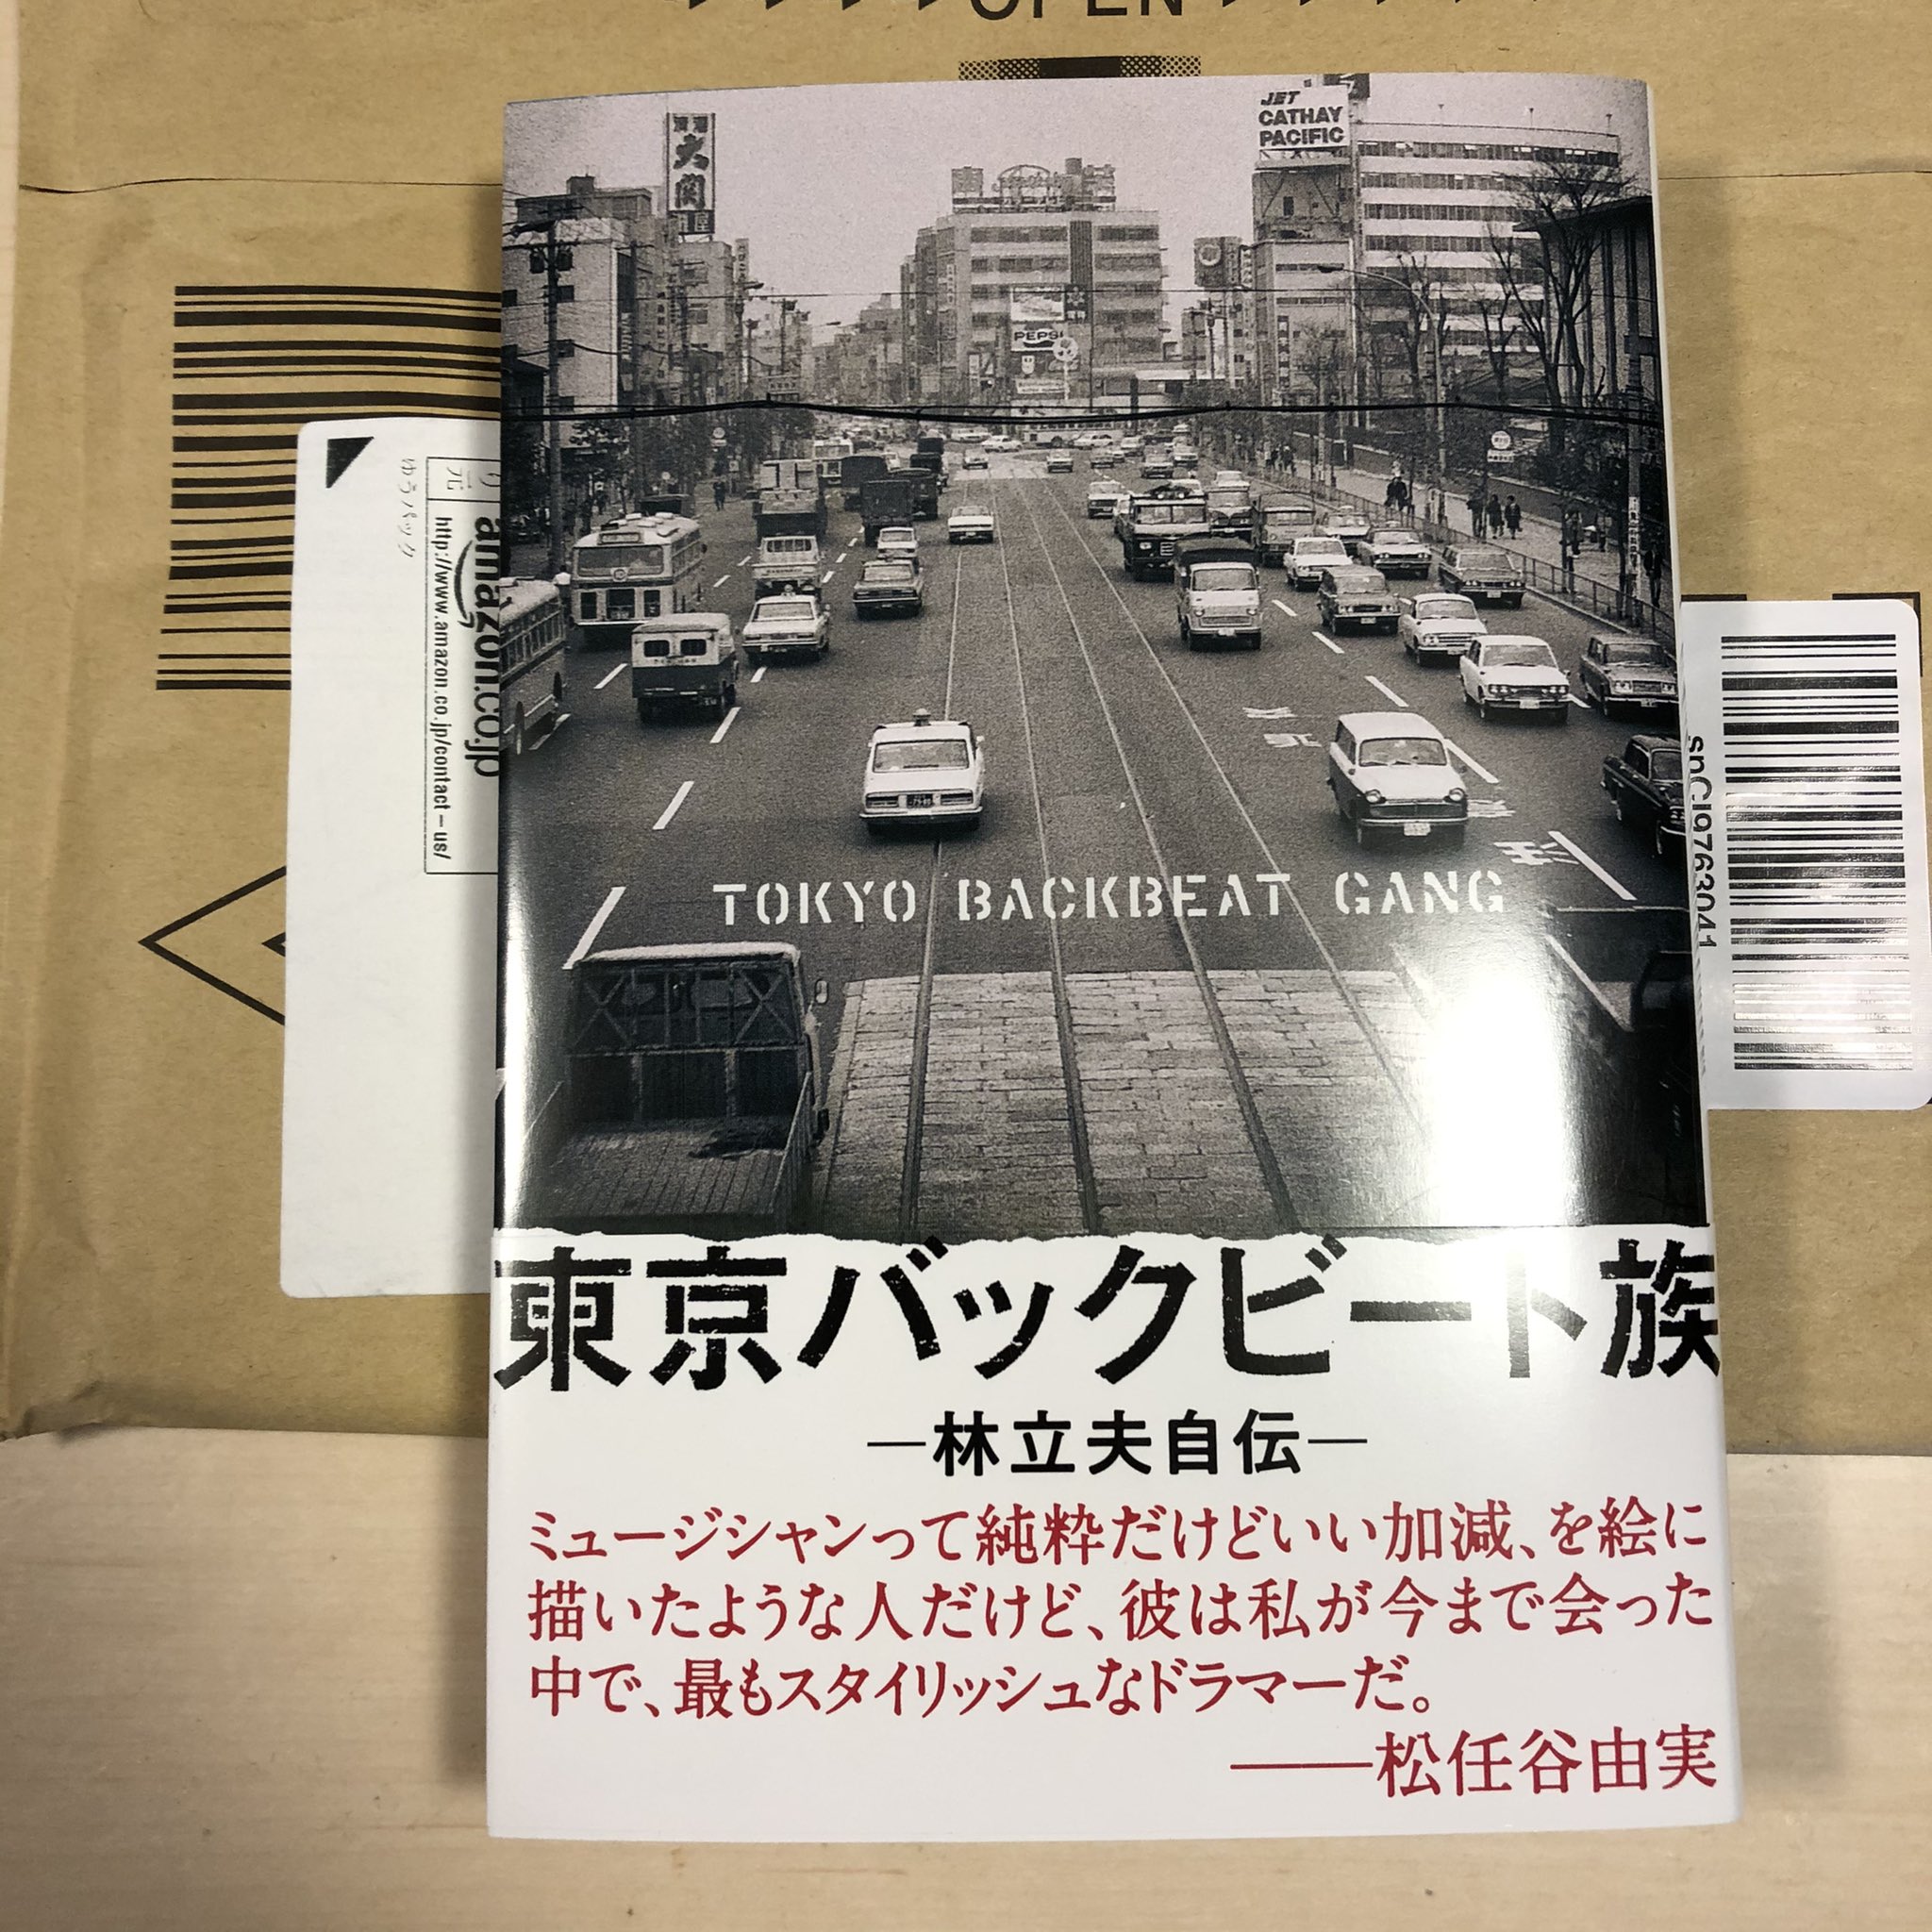 OPEN
大関
JET
CATHAY
PACIFIC
PEPSI
ゆうパック
元
amazon.co.jp
http://www.amazon.co.jp/contact-us/
spCI9763041
TOKYO BACKBEAT GANG
東京バックビート族
―林立夫自伝―
ミュージシャンって純粋だけどいい加減、を絵に
描いたような人だけど、彼は私が今まで会った
中で、最もスタイリッシュなドラマーだ。
――松任谷由実